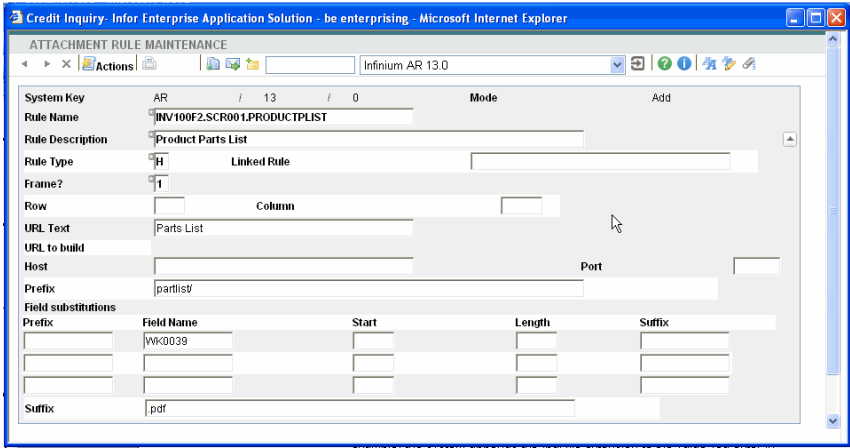 Credit Inquiry- Infor Enterprise Application Solution - be enterprising - Microsoft Internet Explorer
ATTACHMENT RULE MAINTENANCE
Actions Infinium AR 13.0
System Key AR / 13 / 0 Mode Add
Rule Name INV100F2.SCR001.PRODUCTPLIST
Rule Description Product Parts List
Rule Type H Linked Rule
Frame? 1
Row Column
URL Text Parts List
URL to build
Host Port
Prefix partlist/
Field substitutions
Prefix Field Name Start Length Suffix
WK0039
Suffix .pdf